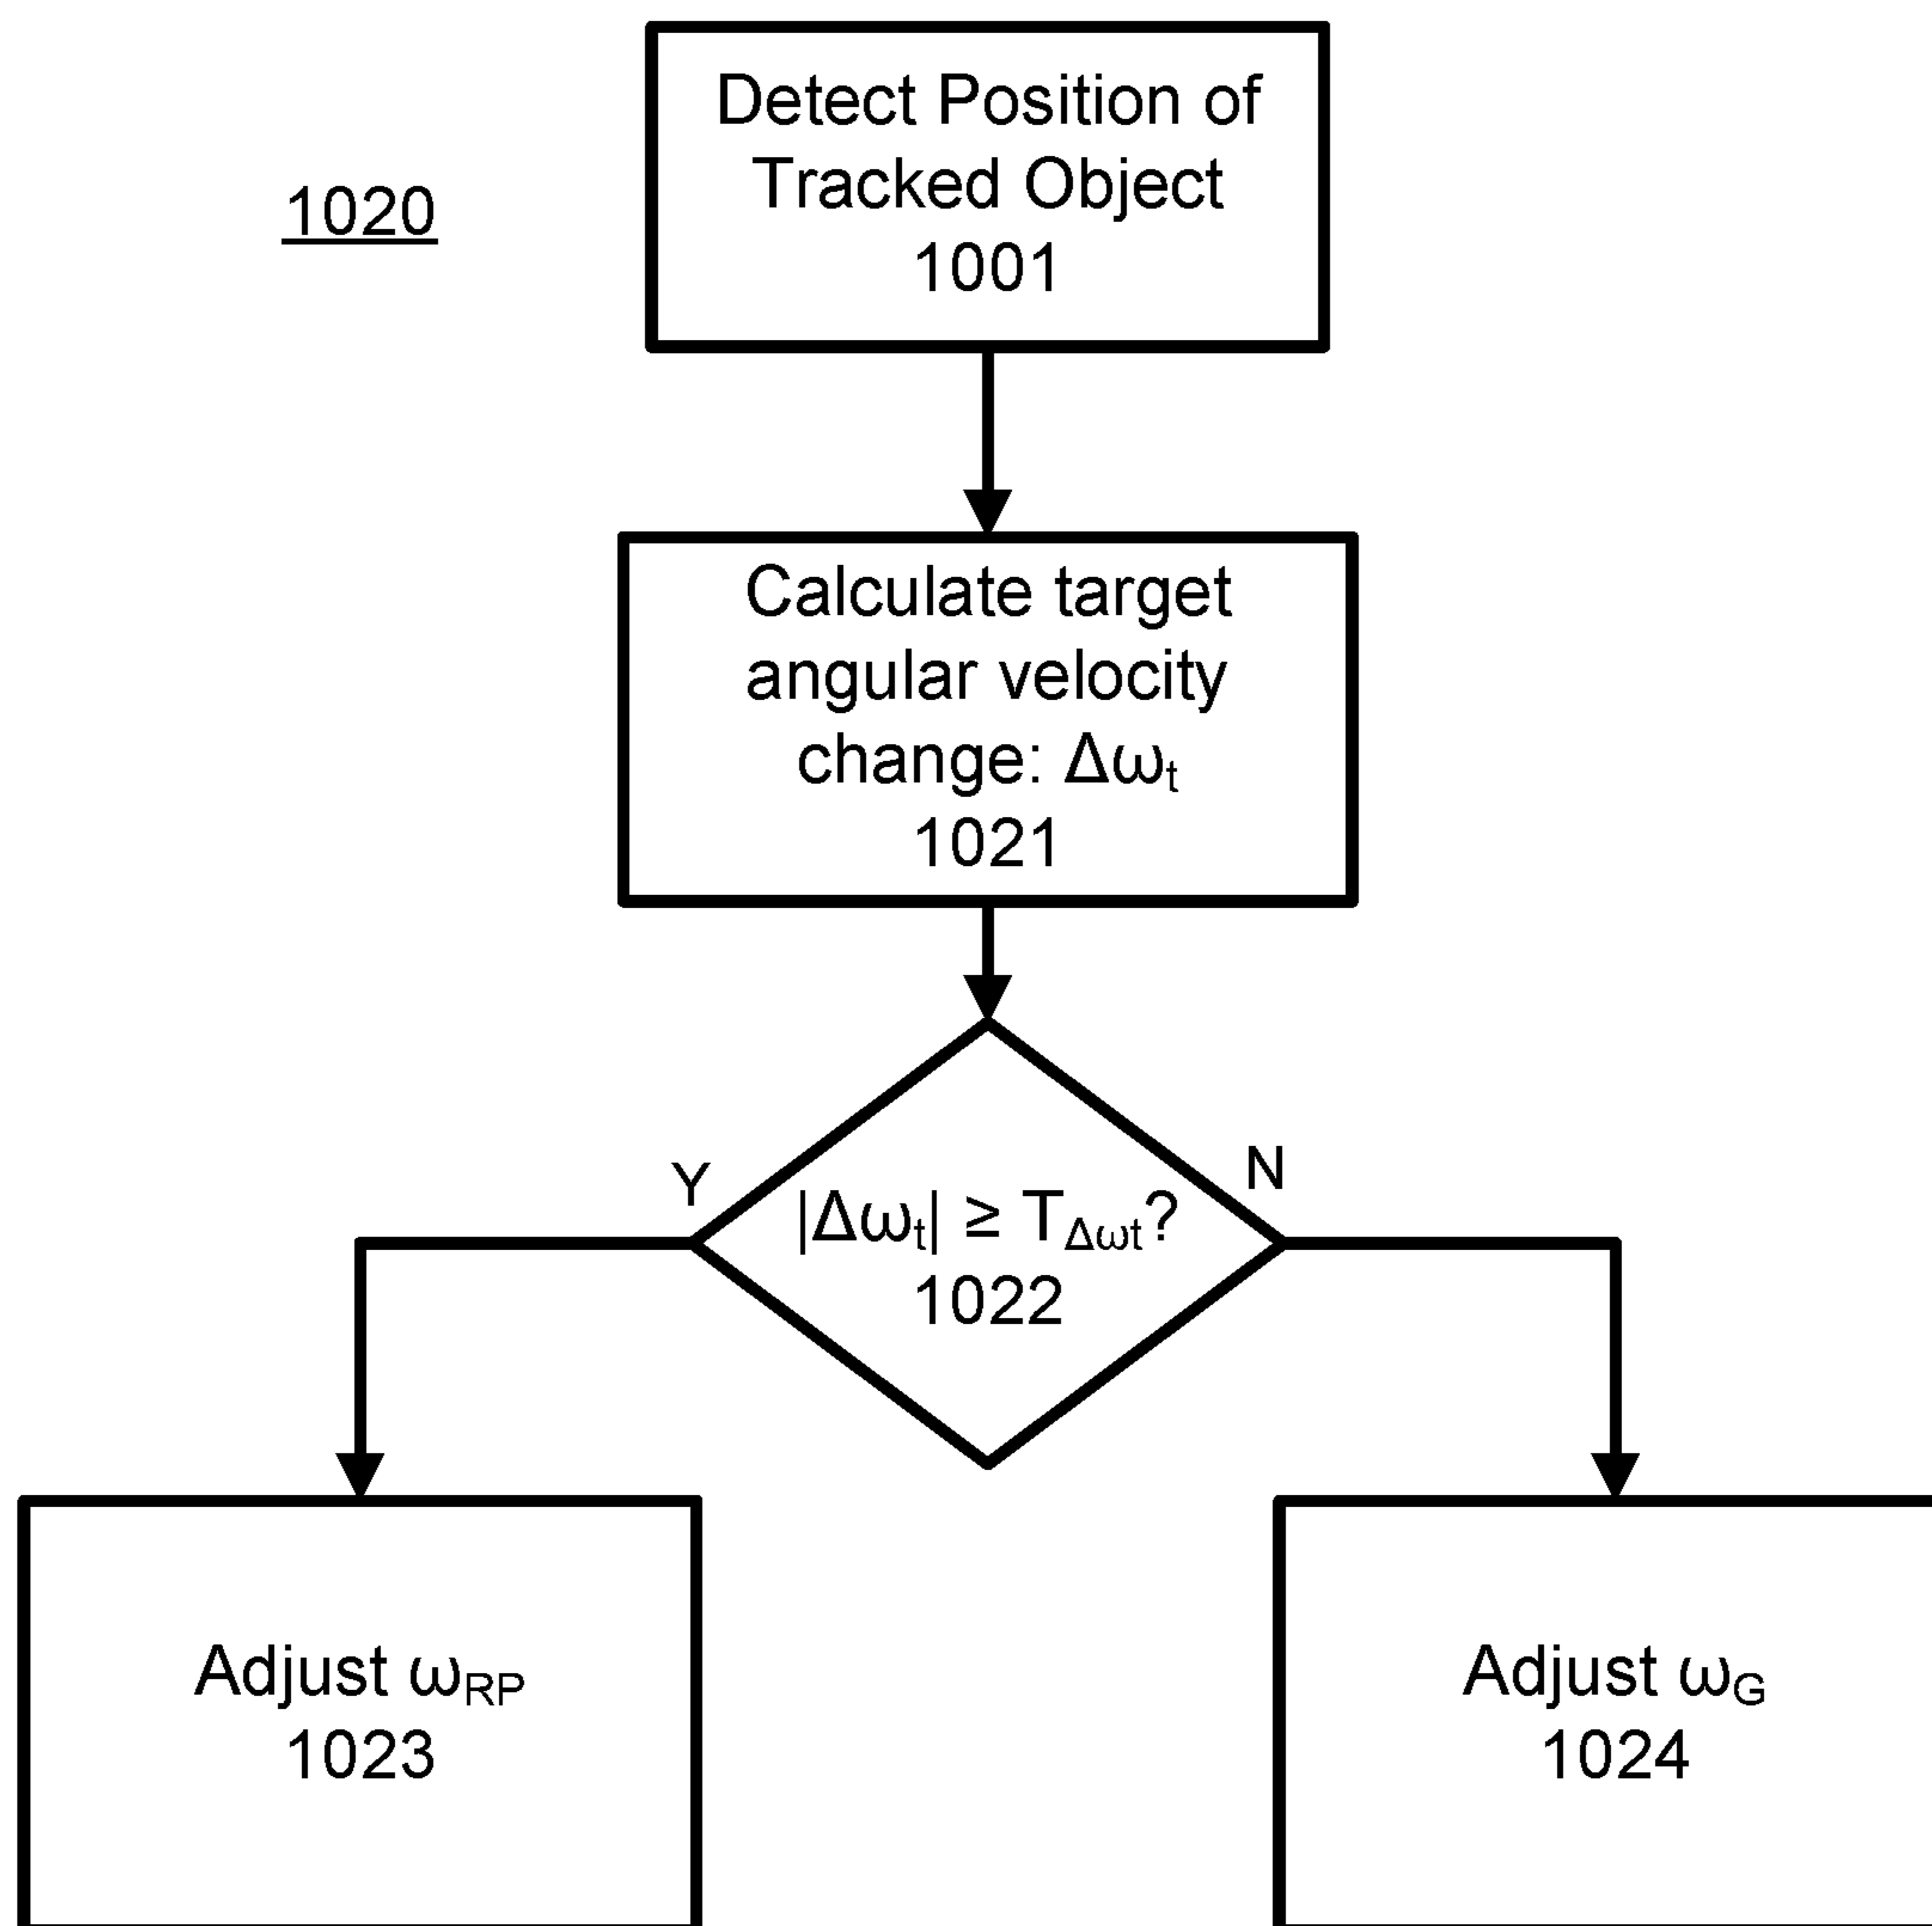 Detect Position of
Tracked Object
1001
1020
Calculate target
angular velocity
change: Δωt
1021
Y
N
|Δωt| ≥ TΔωt?
1022
Adjust ωRP
1023
Adjust ωG
1024